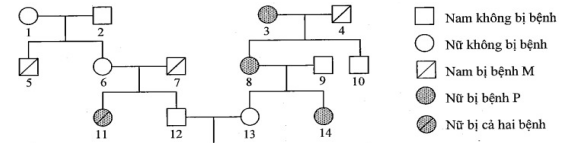 1 2 3 4
5 6 7 8 9 10
11 12 13 14
Nam không bị bệnh
Nữ không bị bệnh
Nam bị bệnh M
Nữ bị bệnh P
Nữ bị cả hai bệnh